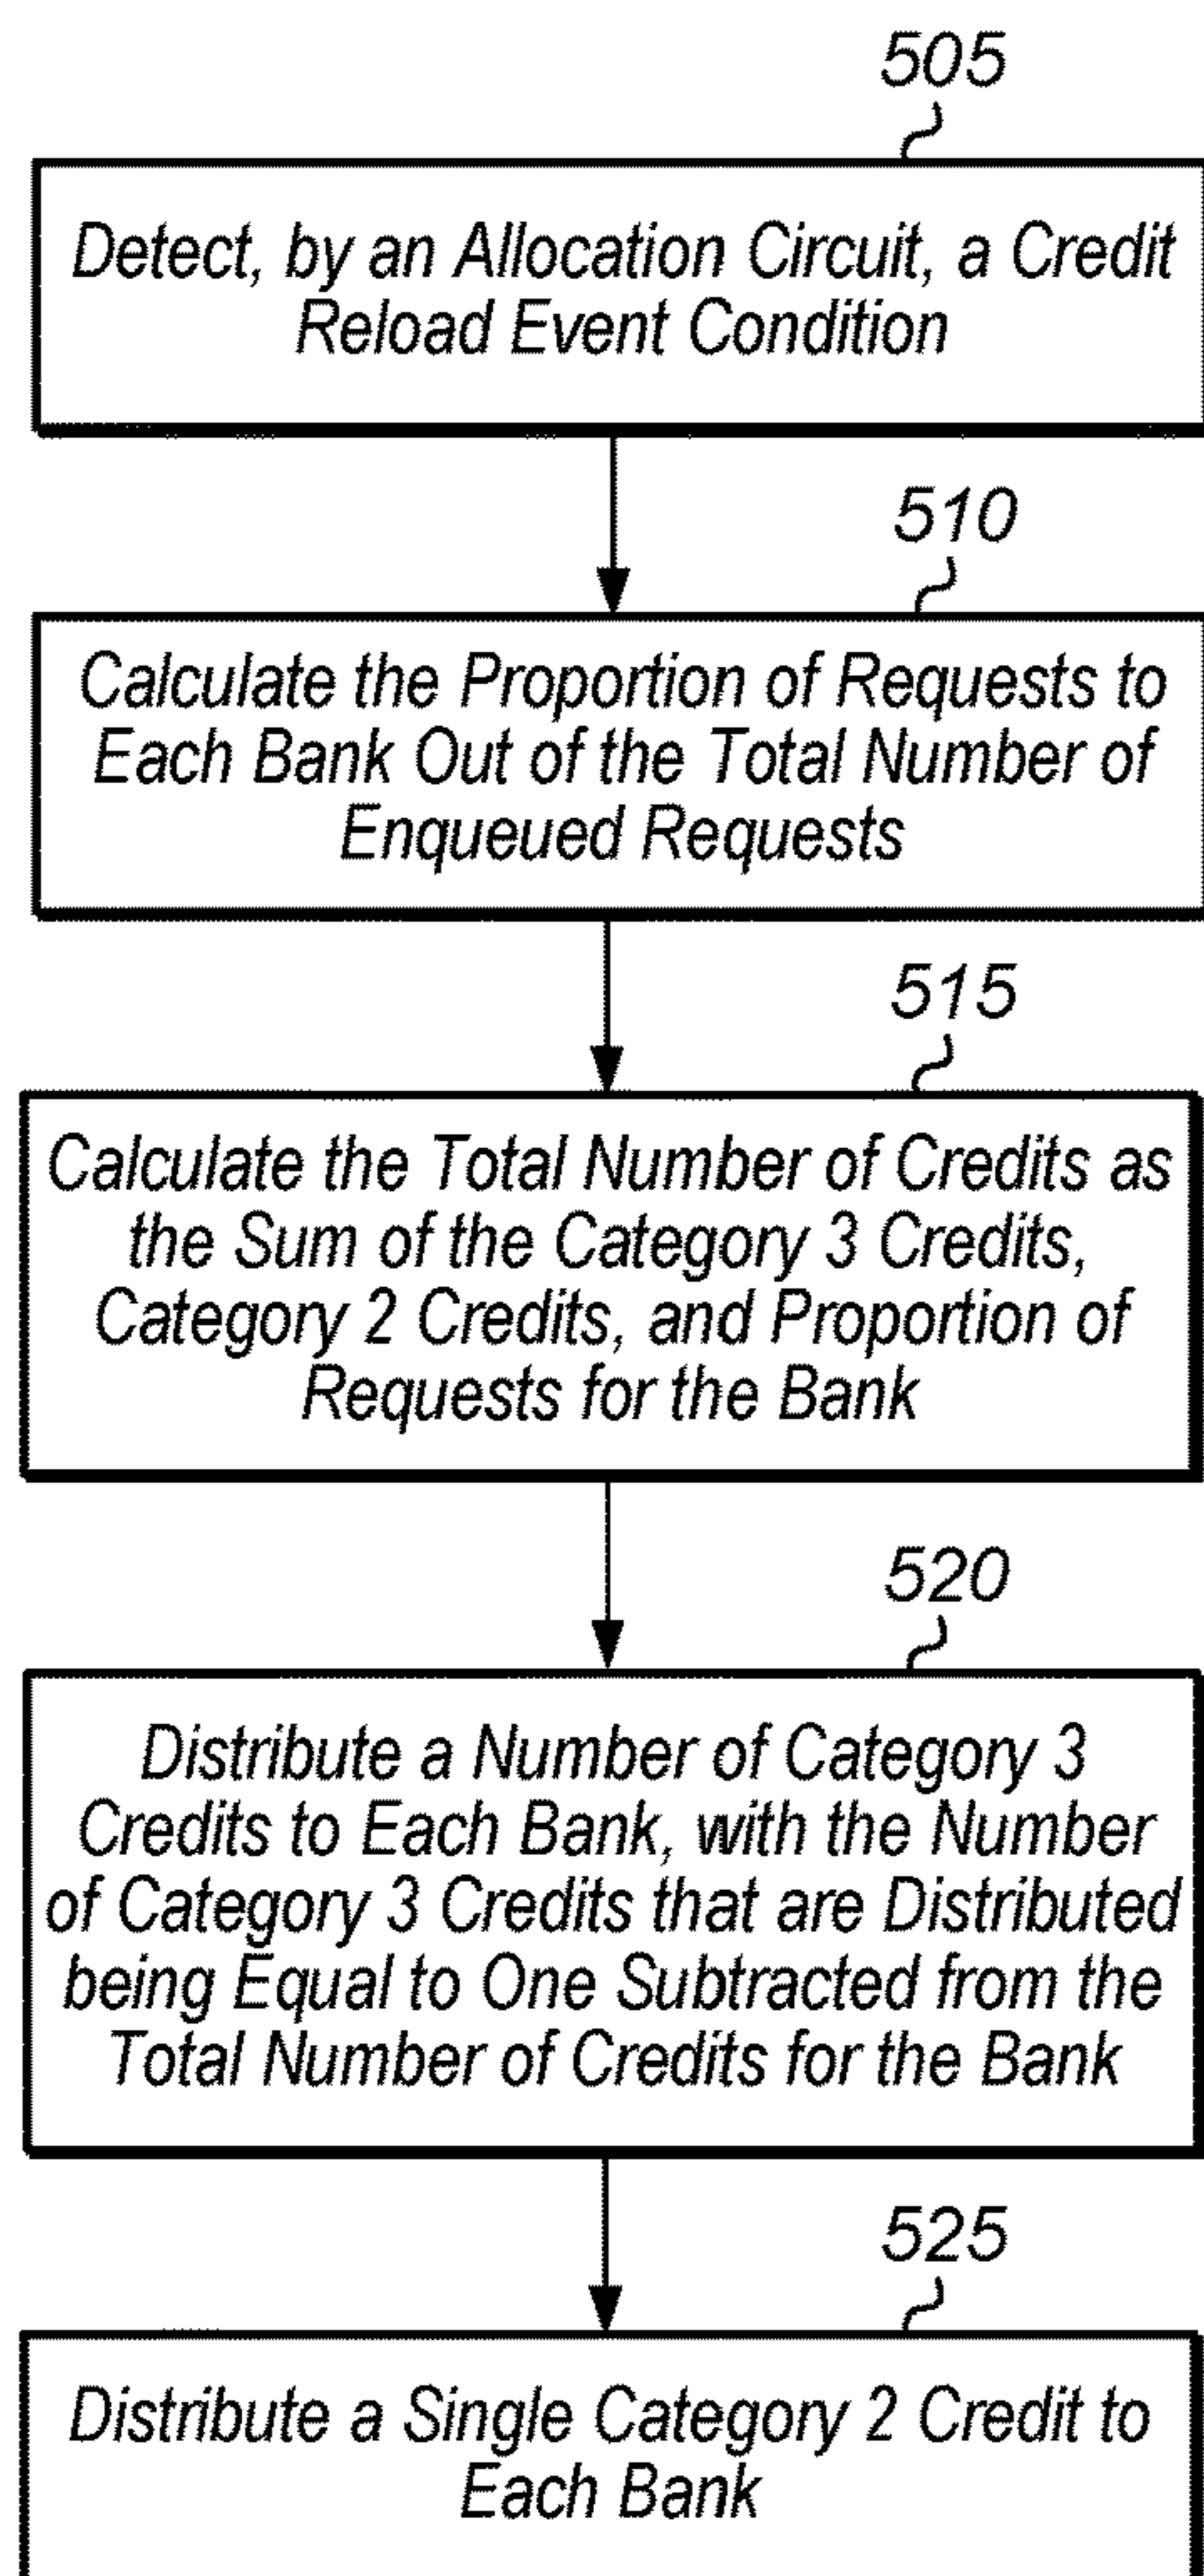 505
Detect, by an Allocation Circuit, a Credit
Reload Event Condition
510
Calculate the Proportion of Requests to
Each Bank Out of the Total Number of
Enqueued Requests
515
Calculate the Total Number of Credits as
the Sum of the Category 3 Credits,
Category 2 Credits, and Proportion of
Requests for the Bank
520
Distribute a Number of Category 3
Credits to Each Bank, with the Number
of Category 3 Credits that are Distributed
being Equal to One Subtracted from the
Total Number of Credits for the Bank
525
Distribute a Single Category 2 Credit to
Each Bank